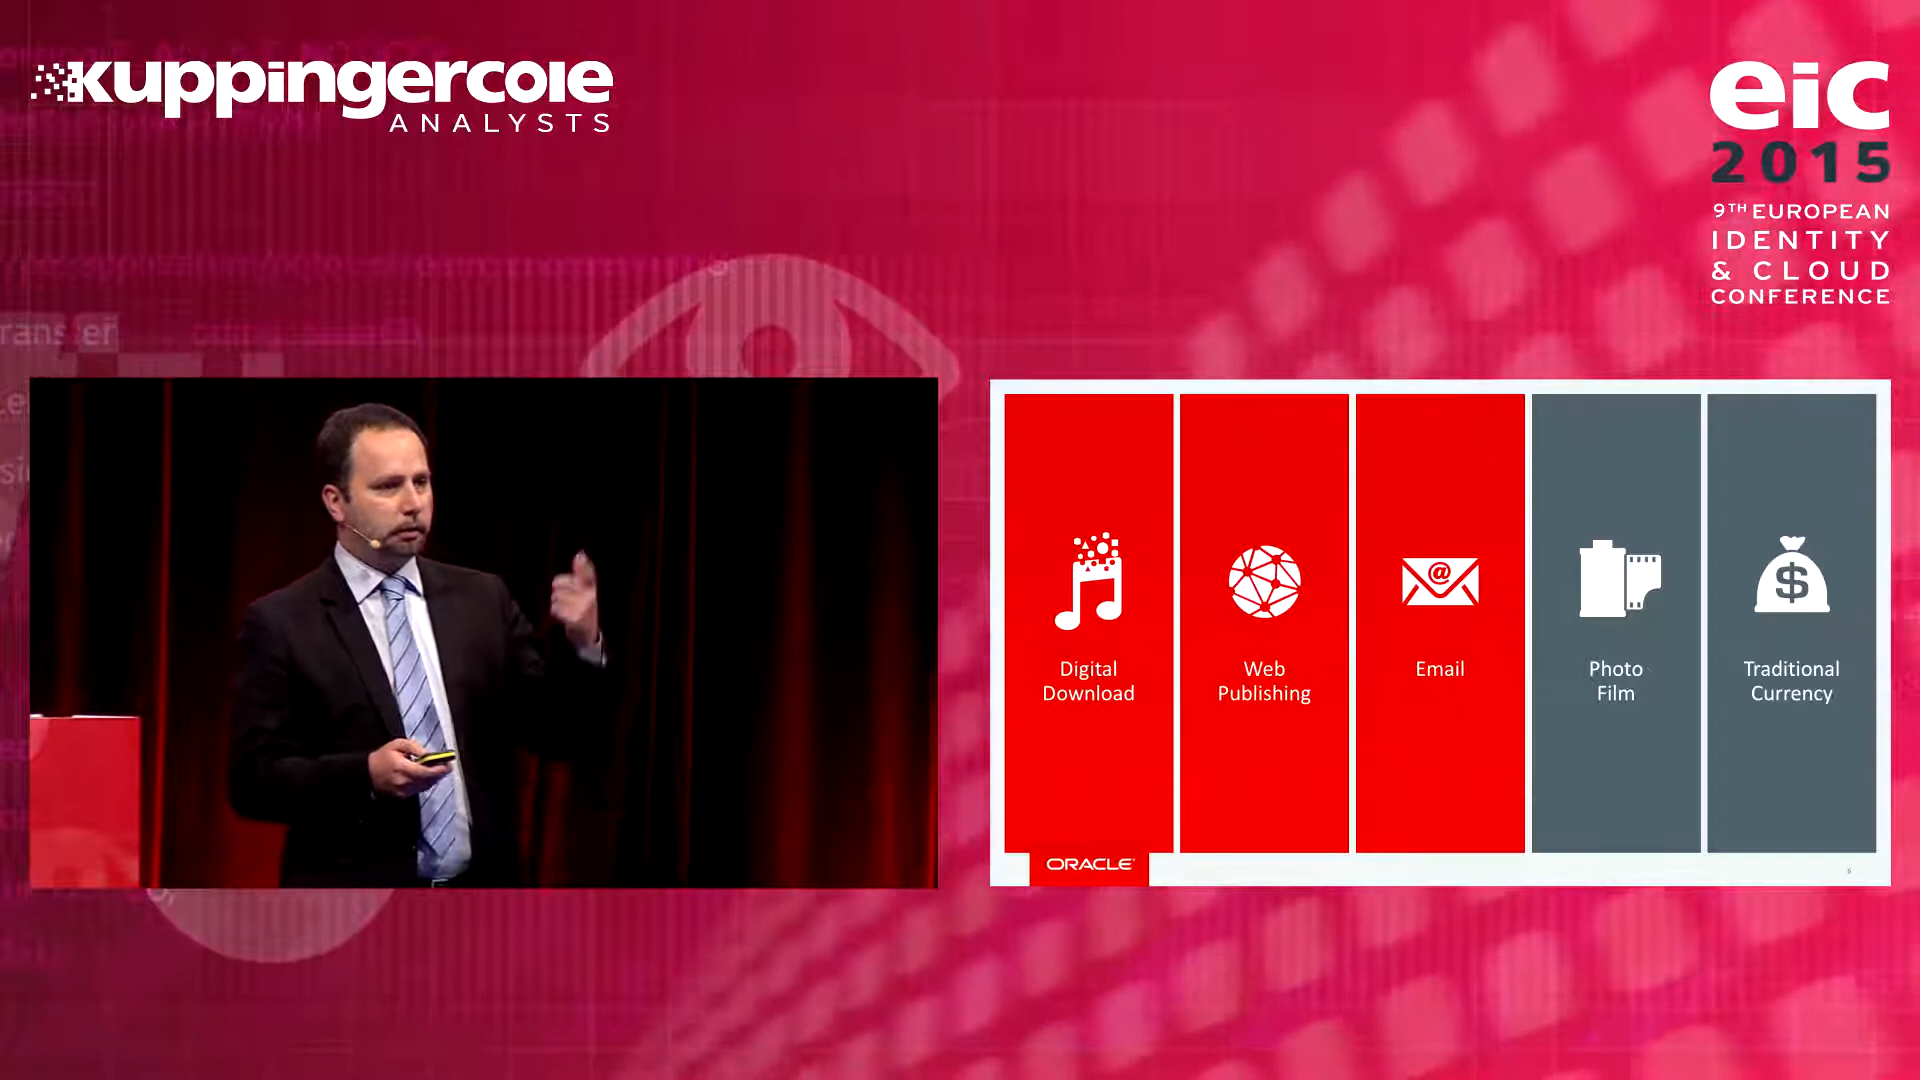 kuppingercole
ANALYSTS
eic
2015
9TH EUROPEAN
IDENTITY
& CLOUD
CONFERENCE
Digital
Download
Web
Publishing
@
Email
Photo
Film
$
Traditional
Currency
ORACLE
6